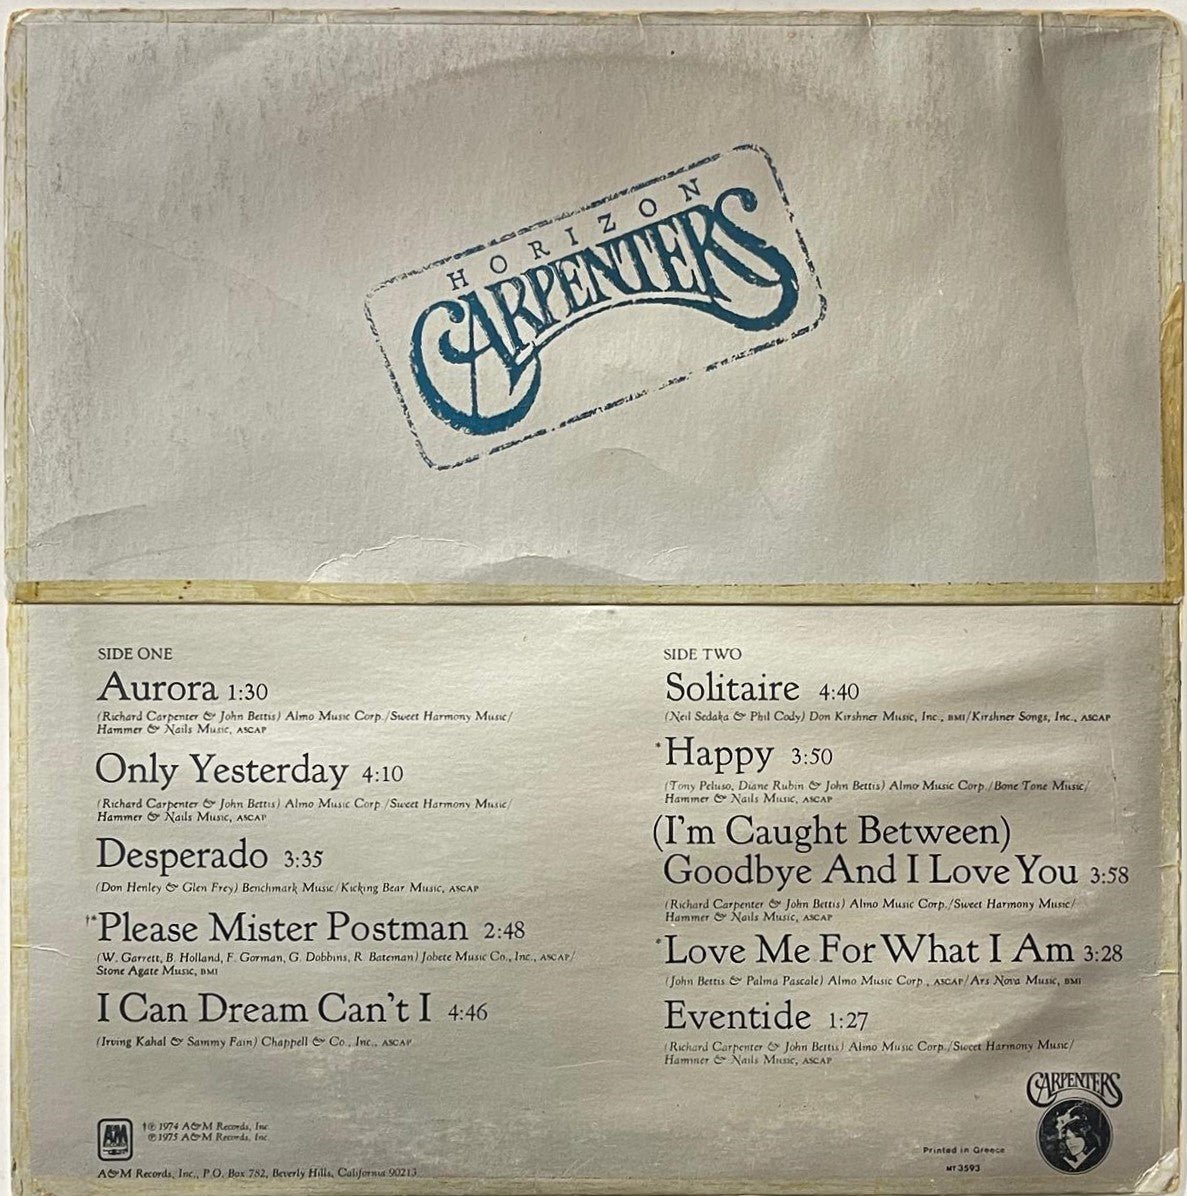 HORIZON
CARPENTERS
SIDE ONE
Aurora 1:30
(Richard Carpenter & John Bettis) Almo Music Corp./Sweet Harmony Music/
Hammer & Nails Music, ASCAP
Only Yesterday 4:10
(Richard Carpenter & John Bettis) Almo Music Corp./Sweet Harmony Music/
Hammer & Nails Music, ASCAP
Desperado 3:35
(Don Henley & Glen Frey) Benchmark Music/Kicking Bear Music, ASCAP
†*Please Mister Postman 2:48
(W. Garrett, B. Holland, F. Gorman, G. Dobbins, R. Bateman) Jobete Music Co., Inc., ASCAP/
Stone Agate Music, BMI
I Can Dream Can't I 4:46
(Irving Kahal & Sammy Fain) Chappell & Co., Inc., ASCAP
SIDE TWO
Solitaire 4:40
(Neil Sedaka & Phil Cody) Don Kirshner Music, Inc., BMI/Kirshner Songs, Inc., ASCAP
*Happy 3:50
(Tony Peluso, Diane Rubin & John Bettis) Almo Music Corp./Bone Tone Music/
Hammer & Nails Music, ASCAP
(I'm Caught Between)
Goodbye And I Love You 3:58
(Richard Carpenter & John Bettis) Almo Music Corp./Sweet Harmony Music/
Hammer & Nails Music, ASCAP
*Love Me For What I Am 3:28
(John Bettis & Palma Pascale) Almo Music Corp., ASCAP/Ars Nova Music, BMI
Eventide 1:27
(Richard Carpenter & John Bettis) Almo Music Corp./Sweet Harmony Music/
Hammer & Nails Music, ASCAP
AM
†℗ 1974 A&M Records, Inc.
℗ 1975 A&M Records, Inc.
A&M Records, Inc., P.O. Box 782, Beverly Hills, California 90213
Printed in Greece
MT 3593
CARPENTERS